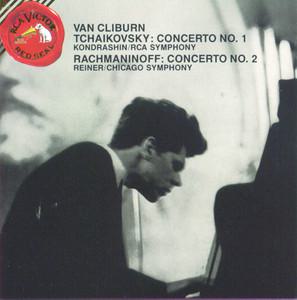 RCA VICTOR
RED SEAL
VAN CLIBURN
TCHAIKOVSKY: CONCERTO NO. 1
KONDRASHIN/RCA SYMPHONY
RACHMANINOFF: CONCERTO NO. 2
REINER/CHICAGO SYMPHONY